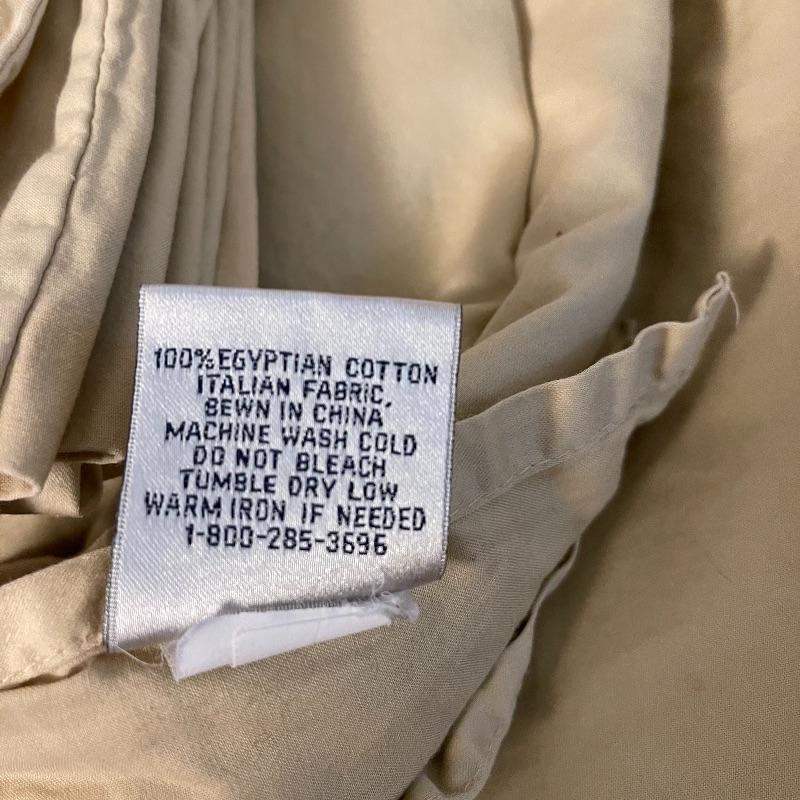 100% EGYPTIAN COTTON
ITALIAN FABRIC,
SEWN IN CHINA
MACHINE WASH COLD
DO NOT BLEACH
TUMBLE DRY LOW
WARM IRON IF NEEDED
1-800-285-3696